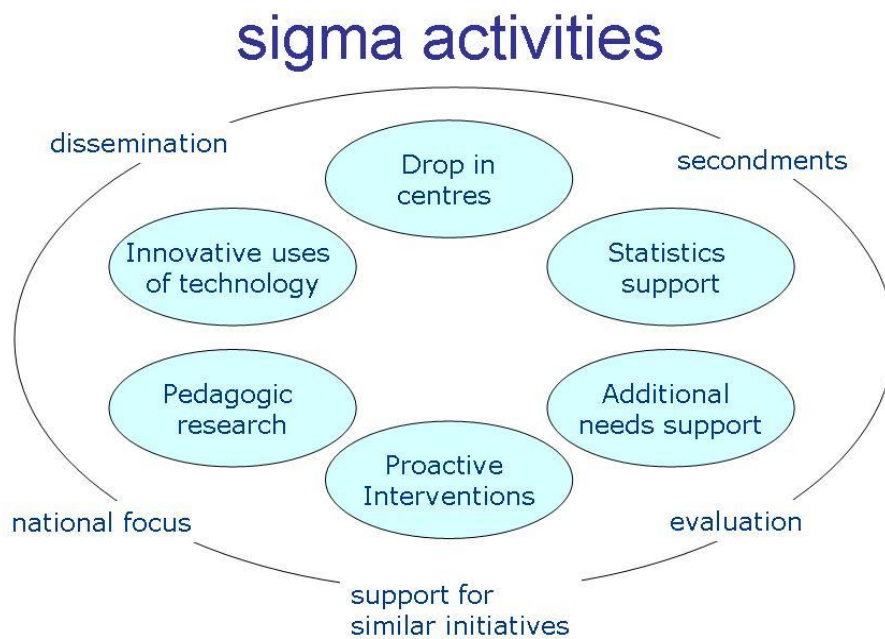 sigma activities
dissemination
secondments
Drop in
centres
Innovative uses
of technology
Statistics
support
Pedagogic
research
Additional
needs support
Proactive
Interventions
national focus
evaluation
support for
similar initiatives